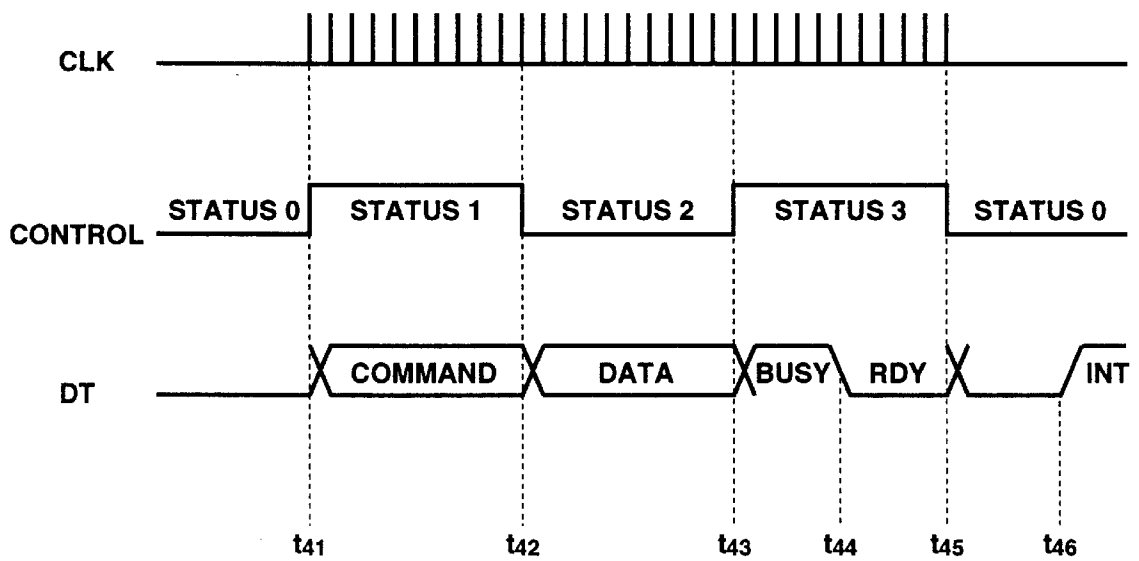 CLK
STATUS 0 STATUS 1 STATUS 2 STATUS 3 STATUS 0
CONTROL
COMMAND DATA BUSY RDY INT
DT
t41 t42 t43 t44 t45 t46